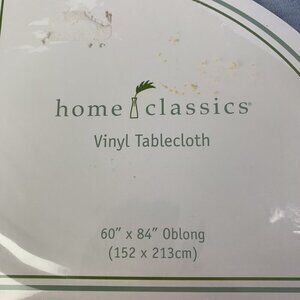 home classics®
Vinyl Tablecloth
60" x 84" Oblong
(152 x 213cm)